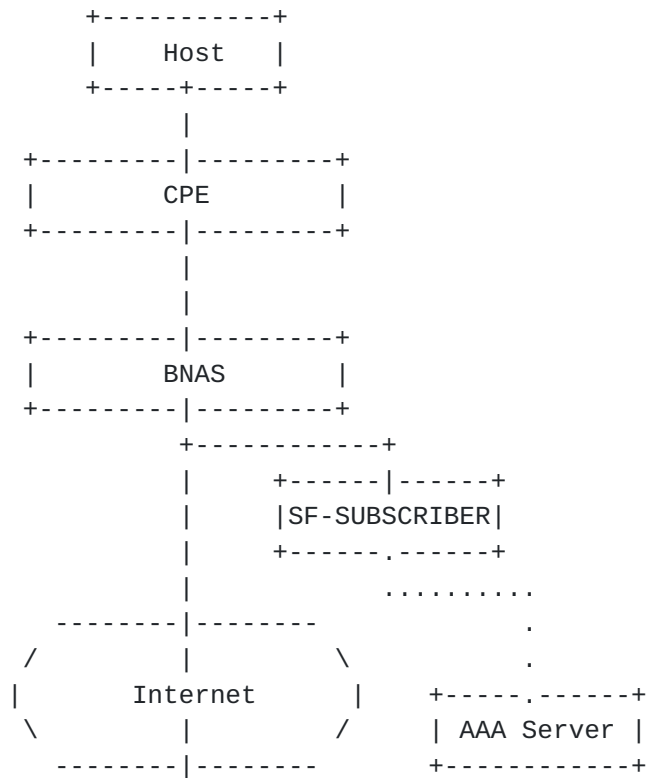 Host
CPE
BNAS
SF-SUBSCRIBER
Internet
AAA Server